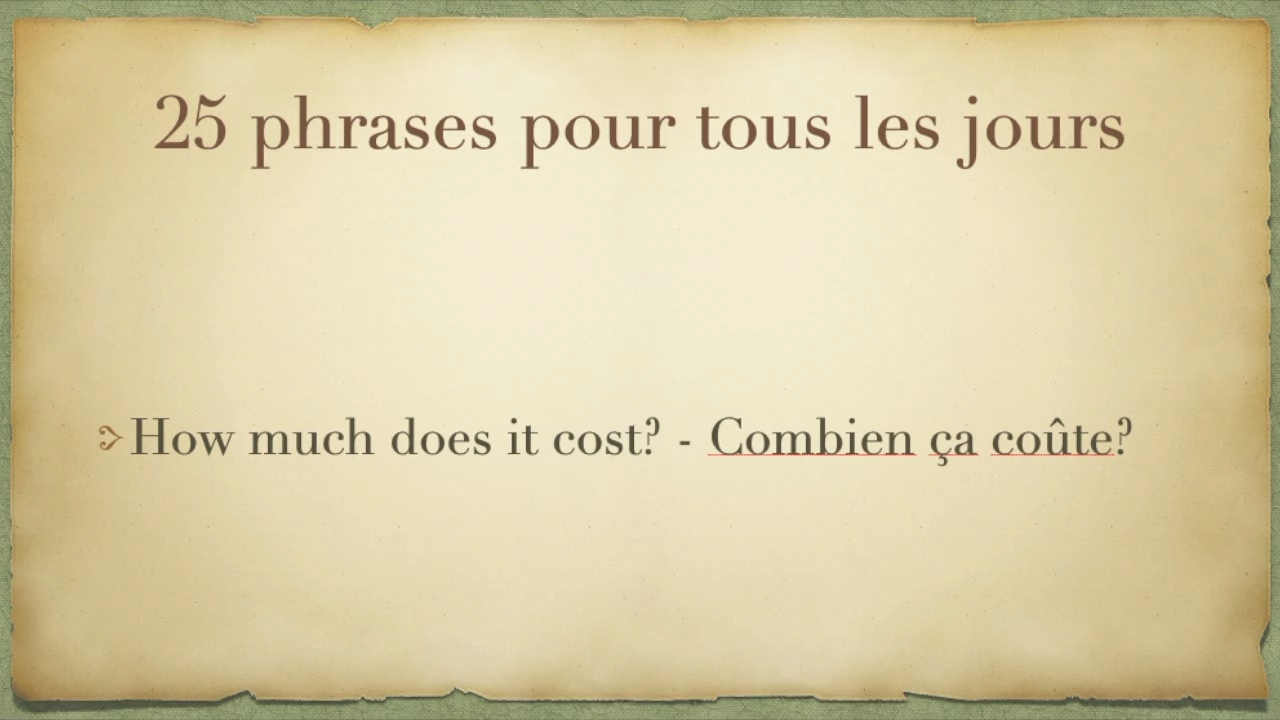 25 phrases pour tous les jours
How much does it cost? - Combien ça coûte?